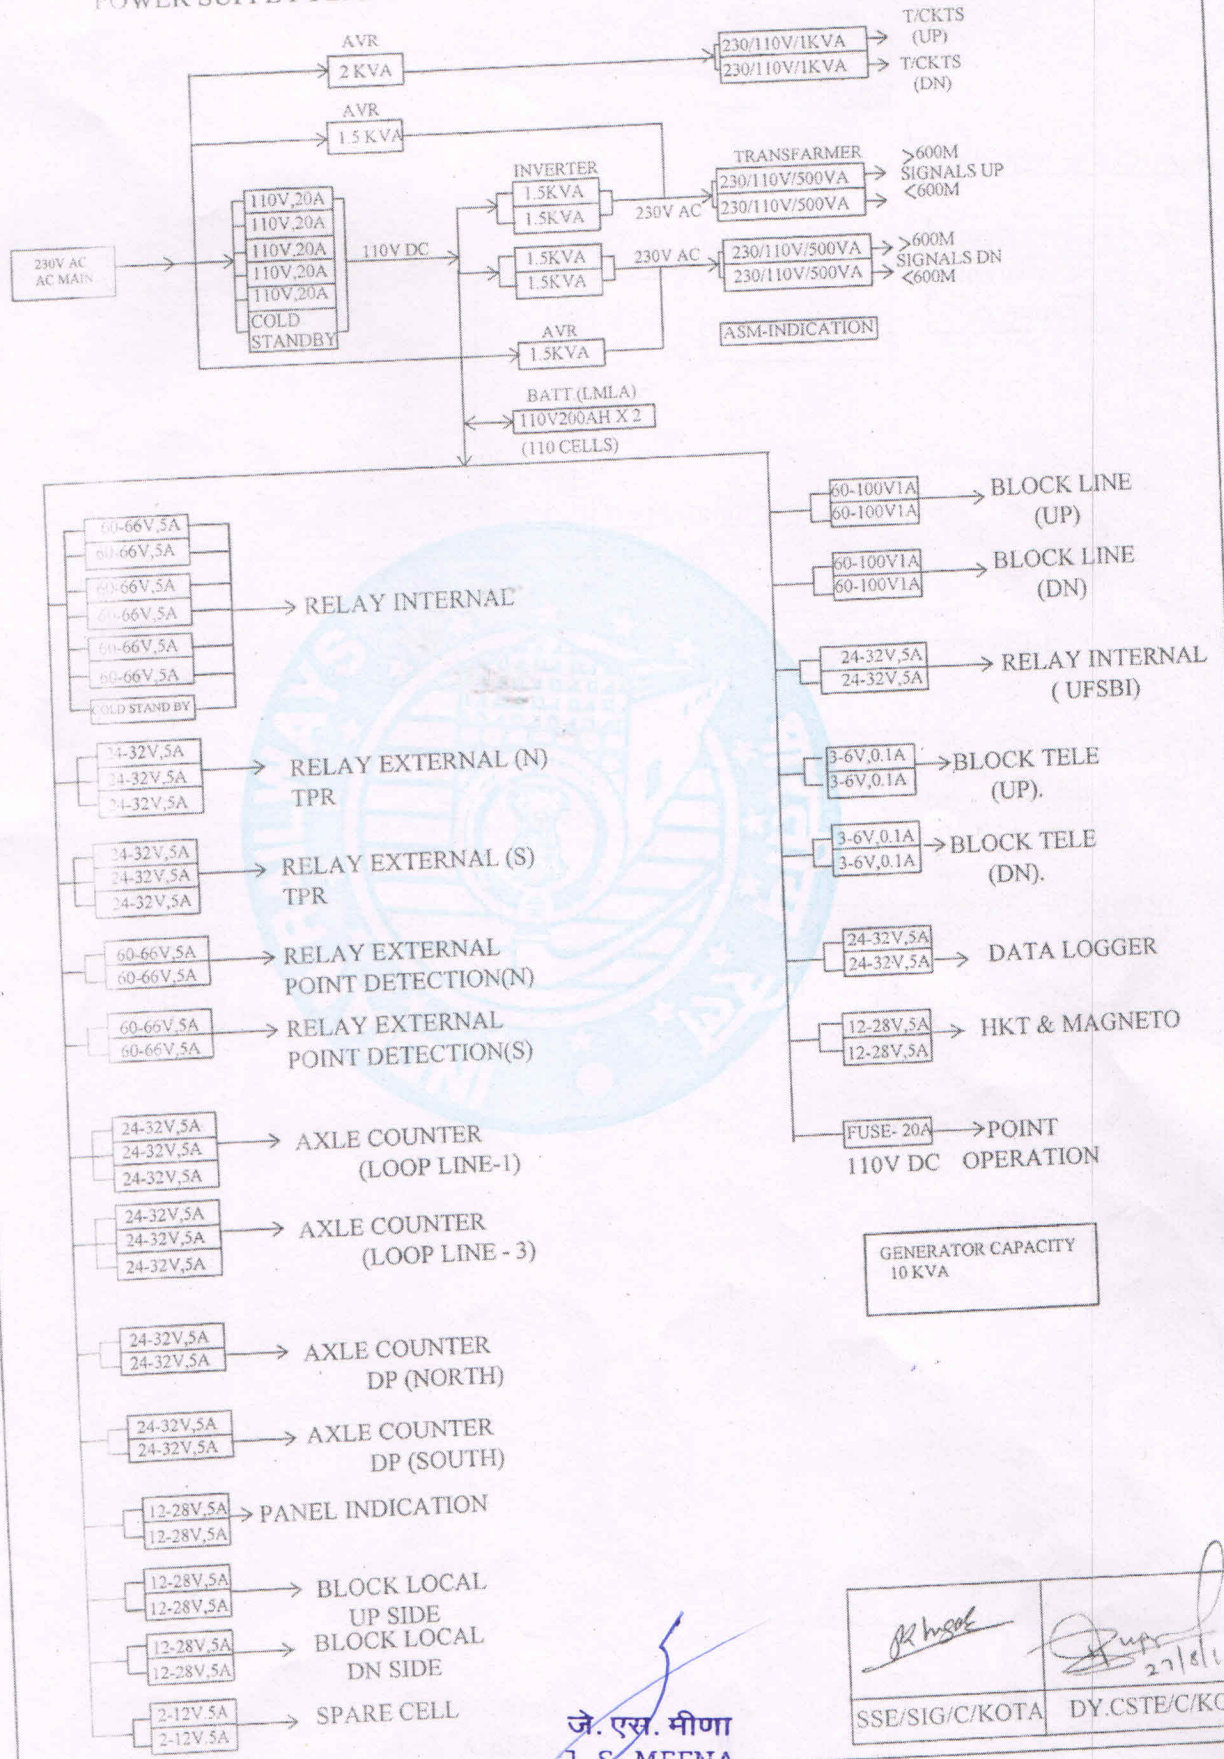 POWER SUPPLY
AVR
2 KVA
230/110V/1KVA
230/110V/1KVA
T/CKTS
(UP)
T/CKTS
(DN)
AVR
1.5 KVA
INVERTER
1.5KVA
1.5KVA
230V AC
TRANSFARMER
230/110V/500VA
230/110V/500VA
>600M
SIGNALS UP
<600M
230V AC
AC MAIN
110V,20A
110V,20A
110V,20A
110V,20A
110V,20A
COLD
STANDBY
110V DC
1.5KVA
1.5KVA
230V AC
230/110V/500VA
230/110V/500VA
>600M
SIGNALS DN
<600M
AVR
1.5KVA
ASM-INDICATION
BATT.(LMLA)
110V200AH X 2
(110 CELLS)
60-66V,5A
60-66V,5A
60-66V,5A
60-66V,5A
60-66V,5A
60-66V,5A
COLD STAND BY
RELAY INTERNAL
24-32V,5A
24-32V,5A
24-32V,5A
RELAY EXTERNAL (N)
TPR
24-32V,5A
24-32V,5A
24-32V,5A
RELAY EXTERNAL (S)
TPR
60-66V,5A
60-66V,5A
RELAY EXTERNAL
POINT DETECTION(N)
60-66V,5A
60-66V,5A
RELAY EXTERNAL
POINT DETECTION(S)
24-32V,5A
24-32V,5A
24-32V,5A
AXLE COUNTER
(LOOP LINE-1)
24-32V,5A
24-32V,5A
24-32V,5A
AXLE COUNTER
(LOOP LINE - 3)
24-32V,5A
24-32V,5A
AXLE COUNTER
DP (NORTH)
24-32V,5A
24-32V,5A
AXLE COUNTER
DP (SOUTH)
12-28V,5A
12-28V,5A
PANEL INDICATION
12-28V,5A
12-28V,5A
BLOCK LOCAL
UP SIDE
12-28V,5A
12-28V,5A
BLOCK LOCAL
DN SIDE
2-12V.5A
2-12V.5A
SPARE CELL
60-100V1A
60-100V1A
BLOCK LINE
(UP)
60-100V1A
60-100V1A
BLOCK LINE
(DN)
24-32V,5A
24-32V,5A
RELAY INTERNAL
( UFSBI)
3-6V,0.1A
3-6V,0.1A
BLOCK TELE
(UP).
3-6V,0.1A
3-6V,0.1A
BLOCK TELE
(DN).
24-32V,5A
24-32V,5A
DATA LOGGER
12-28V,5A
12-28V,5A
HKT & MAGNETO
FUSE- 20A
110V DC
POINT
OPERATION
GENERATOR CAPACITY
10 KVA
RAILWAYS
27/8/1
SSE/SIG/C/KOTA
DY.CSTE/C/KO
जे. एस. मीणा
J. S. MEENA